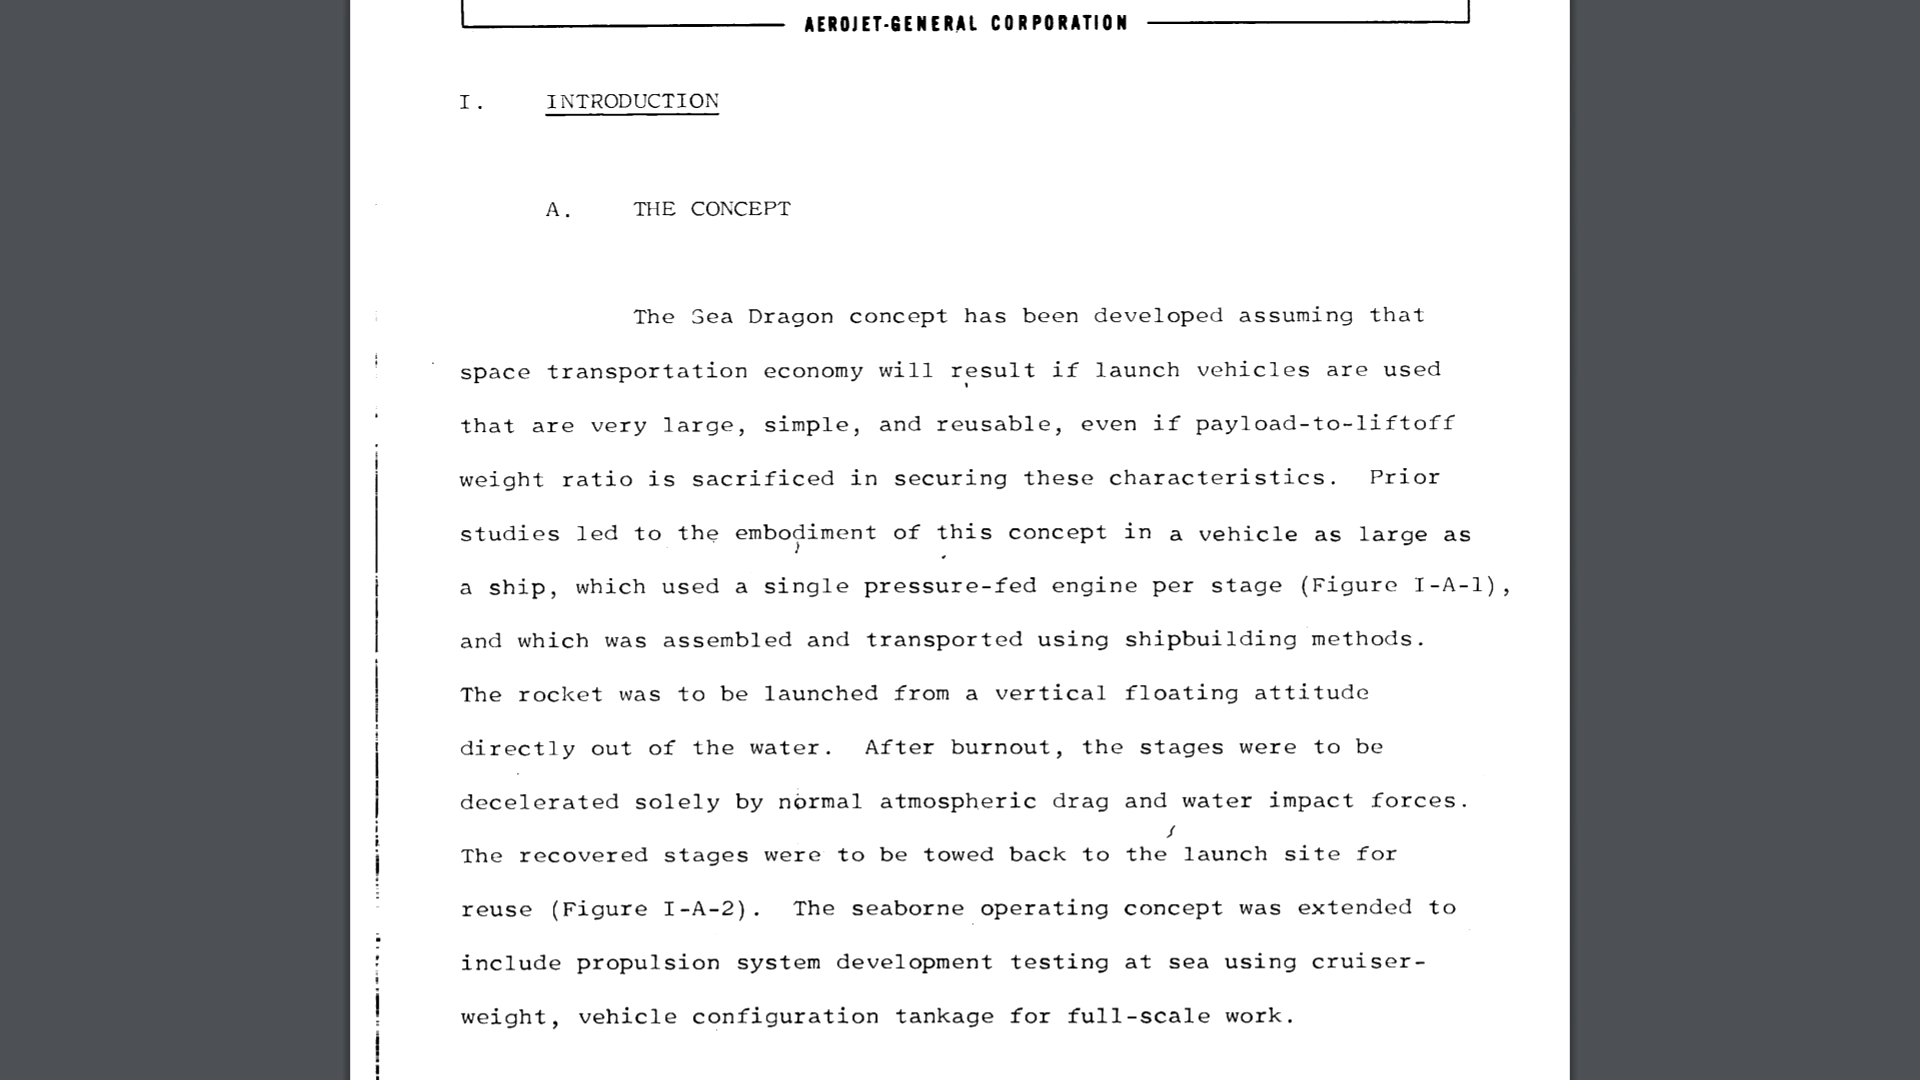 AEROJET-GENERAL CORPORATION
I. INTRODUCTION
A. THE CONCEPT
The Sea Dragon concept has been developed assuming that
space transportation economy will result if launch vehicles are used
that are very large, simple, and reusable, even if payload-to-liftoff
weight ratio is sacrificed in securing these characteristics. Prior
studies led to the embodiment of this concept in a vehicle as large as
a ship, which used a single pressure-fed engine per stage (Figure I-A-1),
and which was assembled and transported using shipbuilding methods.
The rocket was to be launched from a vertical floating attitude
directly out of the water. After burnout, the stages were to be
decelerated solely by normal atmospheric drag and water impact forces.
The recovered stages were to be towed back to the launch site for
reuse (Figure I-A-2). The seaborne operating concept was extended to
include propulsion system development testing at sea using cruiser-
weight, vehicle configuration tankage for full-scale work.